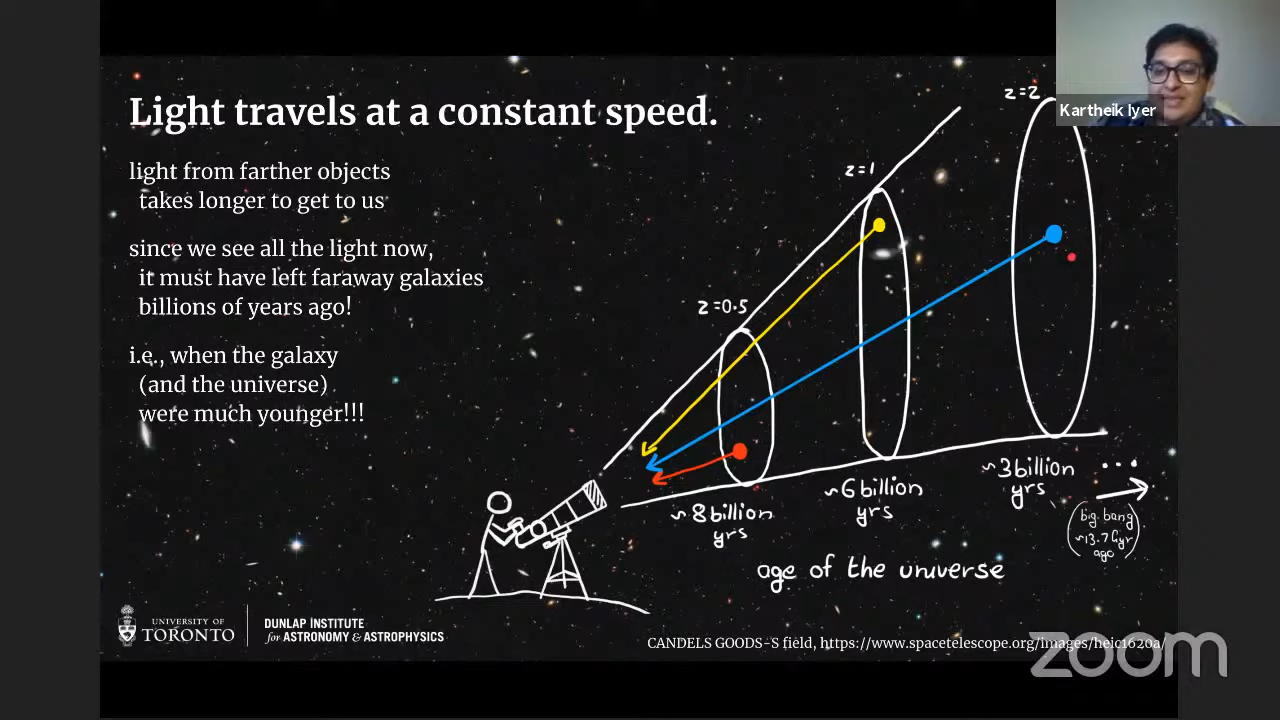 Light travels at a constant speed.
light from farther objects
takes longer to get to us
since we see all the light now,
it must have left faraway galaxies
billions of years ago!
i.e., when the galaxy
(and the universe)
were much younger!!!
z=2
Kartheik Iyer
z=1
z=0.5
~8 billion
yrs
~6 billion
yrs
~3 billion
yrs
...
(big bang
~13.7 Gyr
ago)
age of the universe
UNIVERSITY OF
TORONTO
DUNLAP INSTITUTE
for ASTRONOMY & ASTROPHYSICS
CANDELS GOODS-S field, https://www.spacetelescope.org/images/heic1620a/
zoom